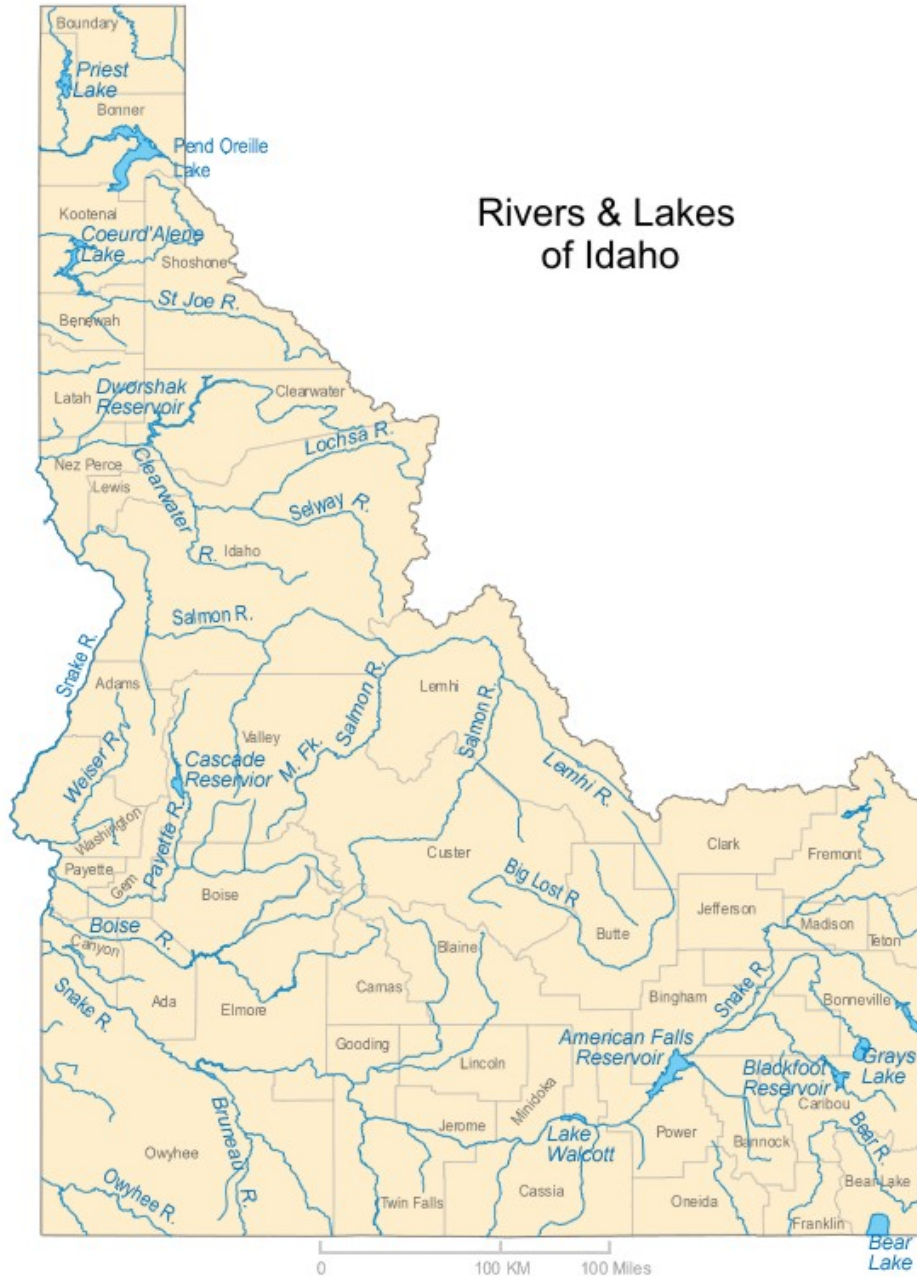 Boundary
Priest
Lake
Bonner
Pend Oreille
Lake
Rivers & Lakes
of Idaho
Kootenai
Coeurd'Alene
Lake
Shoshone
St Joe R.
Benewah
Dworshak
Reservoir
Clearwater
Latah
Lochsa R.
Nez Perce
Lewis
Clearwater
R.
Selway R.
Idaho
Salmon R.
Snake R.
Adams
Lemhi
Salmon R.
Salmon R.
M. Fk.
Valley
Cascade
Reservior
Weiser R.
Lemhi R.
Washington
Payette R.
Clark
Fremont
Custer
Payette
Gem
Boise
Big Lost R
Jefferson
Madison
Teton
Boise R.
Canyon
Blaine
Butte
Snake R.
Ada
Elmore
Camas
Bingham
Snake R.
Bonneville
Gooding
American Falls
Reservoir
Grays
Lake
Lincoln
Blackfoot
Reservoir
Caribou
Minidoka
Bruneau R.
Jerome
Lake
Walcott
Power
Bannock
Bear R.
Owyhee
Owyhee R.
Twin Falls
Cassia
Oneida
Bear Lake
Franklin
Bear
Lake
0 100 KM 100 Miles